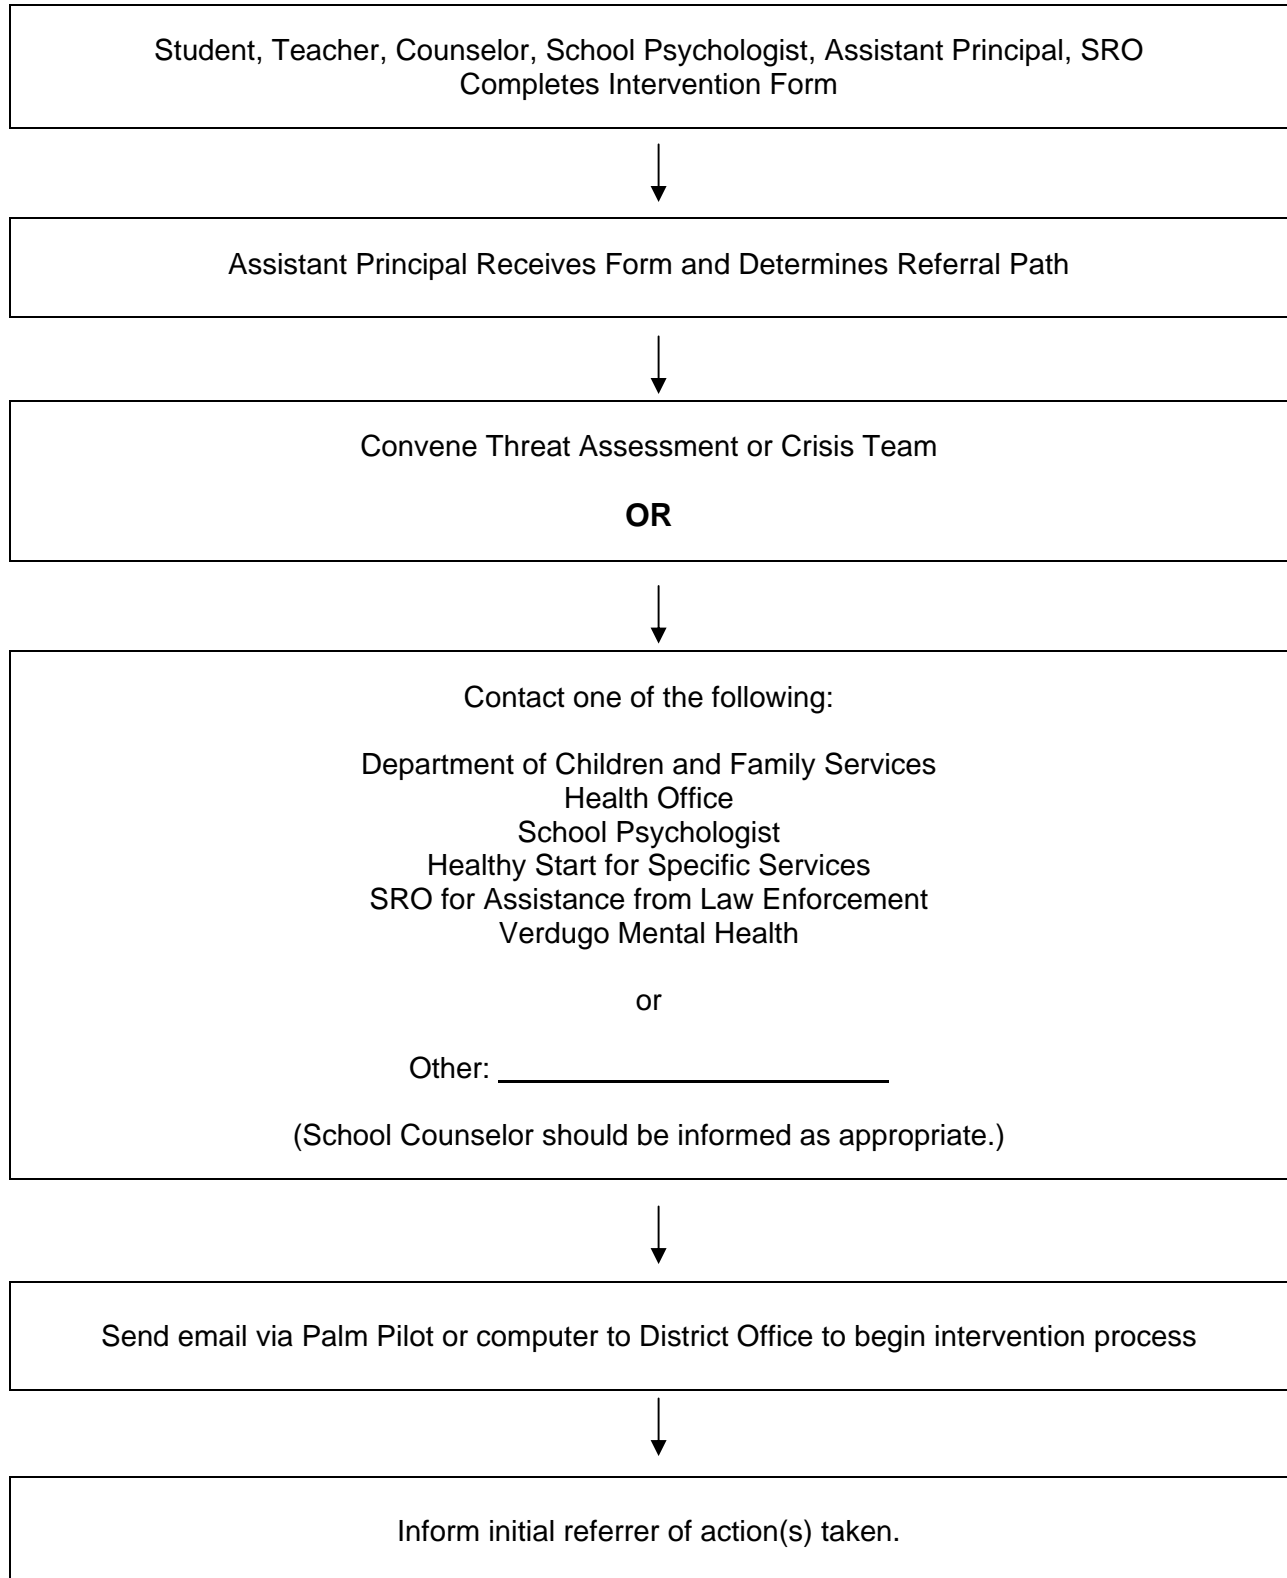 Student, Teacher, Counselor, School Psychologist, Assistant Principal, SRO
Completes Intervention Form
Assistant Principal Receives Form and Determines Referral Path
Convene Threat Assessment or Crisis Team
OR
Contact one of the following:
Department of Children and Family Services
Health Office
School Psychologist
Healthy Start for Specific Services
SRO for Assistance from Law Enforcement
Verdugo Mental Health
or
Other: ________________________
(School Counselor should be informed as appropriate.)
Send email via Palm Pilot or computer to District Office to begin intervention process
Inform initial referrer of action(s) taken.